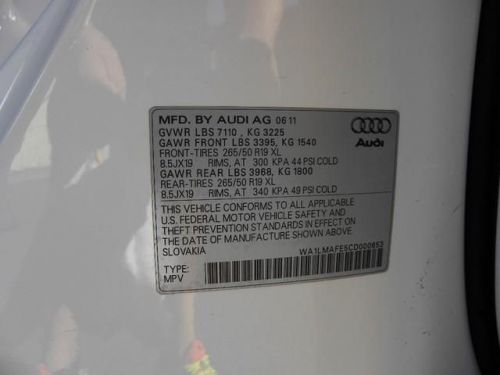 MFD. BY AUDI AG 06 11
GVWR LBS 7110 , KG 3225
GAWR FRONT LBS 3395, KG 1540
FRONT-TIRES 265/50 R19 XL
8.5JX19 RIMS, AT 300 KPA 44 PSI COLD
GAWR REAR LBS 3968, KG 1800
REAR-TIRES 265/50 R19 XL
8.5JX19 RIMS, AT 340 KPA 49 PSI COLD
Audi
THIS VEHICLE CONFORMS TO ALL APPLICABLE
U.S. FEDERAL MOTOR VEHICLE SAFETY AND
THEFT PREVENTION STANDARDS IN EFFECT ON
THE DATE OF MANUFACTURE SHOWN ABOVE
SLOVAKIA
WA1LMAFE5CD000653
TYPE:
MPV